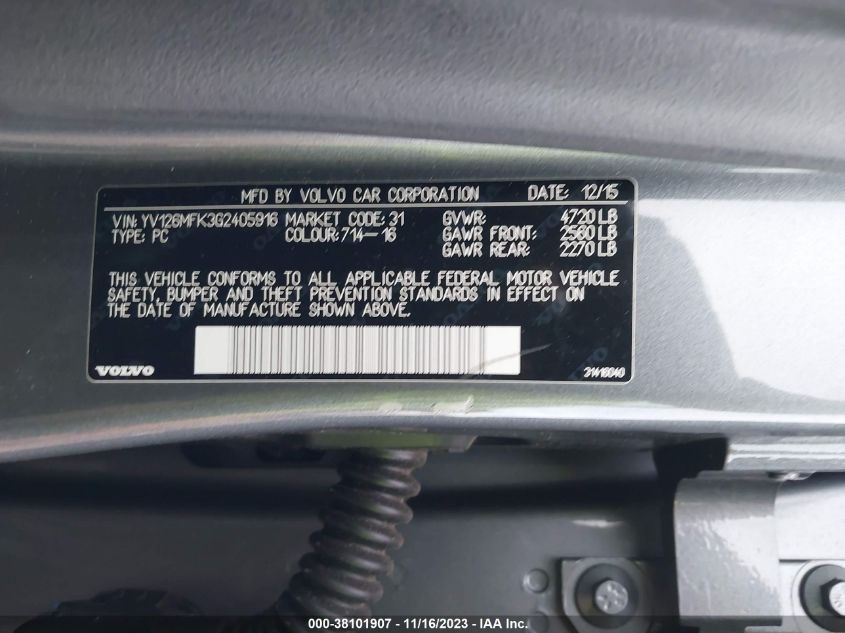 MFD BY VOLVO CAR CORPORATION DATE: 12/15
VIN: YV126MFK3G2405916 MARKET CODE: 31 GVWR: 4720 LB
TYPE: PC COLOUR: 714-16 GAWR FRONT: 2560 LB
GAWR REAR: 2270 LB
THIS VEHICLE CONFORMS TO ALL APPLICABLE FEDERAL MOTOR VEHICLE
SAFETY, BUMPER AND THEFT PREVENTION STANDARDS IN EFFECT ON
THE DATE OF MANUFACTURE SHOWN ABOVE.
VOLVO 31416040
000-38101907 - 11/16/2023 - IAA Inc.